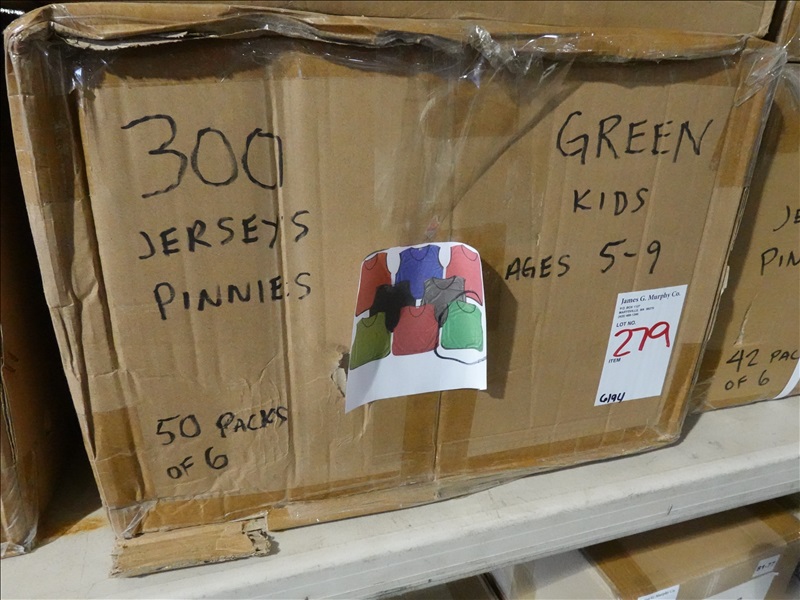 300
JERSEYS
PINNIES
50 PACKS
OF 6
GREEN
KIDS
AGES 5-9
James G. Murphy Co.
LOT NO.
279
ITEM
6194
JE
PIN
42 PAC
OF 6